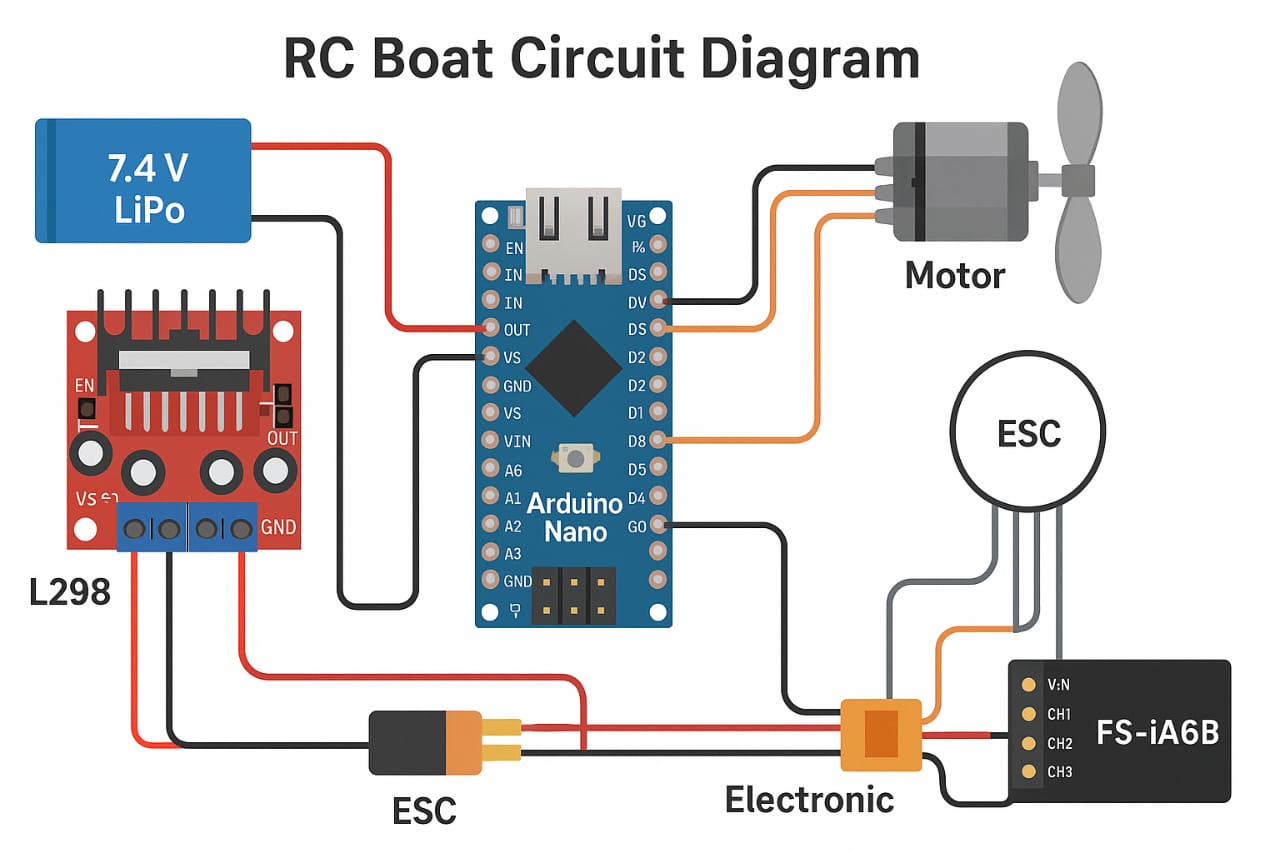 RC Boat Circuit Diagram
7.4 V
LiPo
Motor
VG
EN
IN
DS
IN
DV
OUT
DS
VS
D2
GND
D2
VS
D1
VIN
D8
A6
D5
A1
D4
A2
GO
A3
GND
Arduino
Nano
EN
OUT
VS
GND
L298
ESC
ESC
Electronic
V:N
CH1
CH2
CH3
FS-iA6B